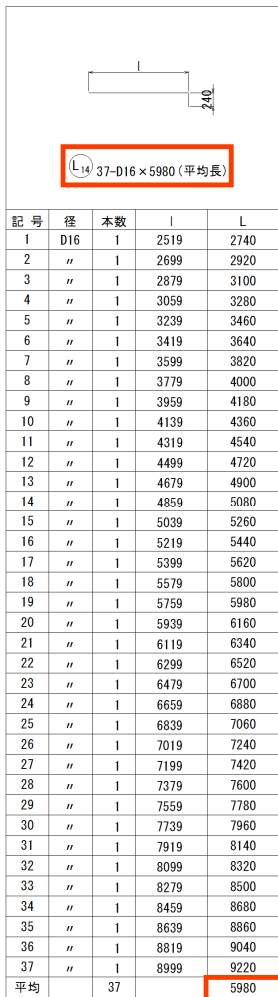 l
240
L14 37-D16×5980(平均長)
記号 径 本数 l L
1 D16 1 2519 2740
2 〃 1 2699 2920
3 〃 1 2879 3100
4 〃 1 3059 3280
5 〃 1 3239 3460
6 〃 1 3419 3640
7 〃 1 3599 3820
8 〃 1 3779 4000
9 〃 1 3959 4180
10 〃 1 4139 4360
11 〃 1 4319 4540
12 〃 1 4499 4720
13 〃 1 4679 4900
14 〃 1 4859 5080
15 〃 1 5039 5260
16 〃 1 5219 5440
17 〃 1 5399 5620
18 〃 1 5579 5800
19 〃 1 5759 5980
20 〃 1 5939 6160
21 〃 1 6119 6340
22 〃 1 6299 6520
23 〃 1 6479 6700
24 〃 1 6659 6880
25 〃 1 6839 7060
26 〃 1 7019 7240
27 〃 1 7199 7420
28 〃 1 7379 7600
29 〃 1 7559 7780
30 〃 1 7739 7960
31 〃 1 7919 8140
32 〃 1 8099 8320
33 〃 1 8279 8500
34 〃 1 8459 8680
35 〃 1 8639 8860
36 〃 1 8819 9040
37 〃 1 8999 9220
平均 37 5980